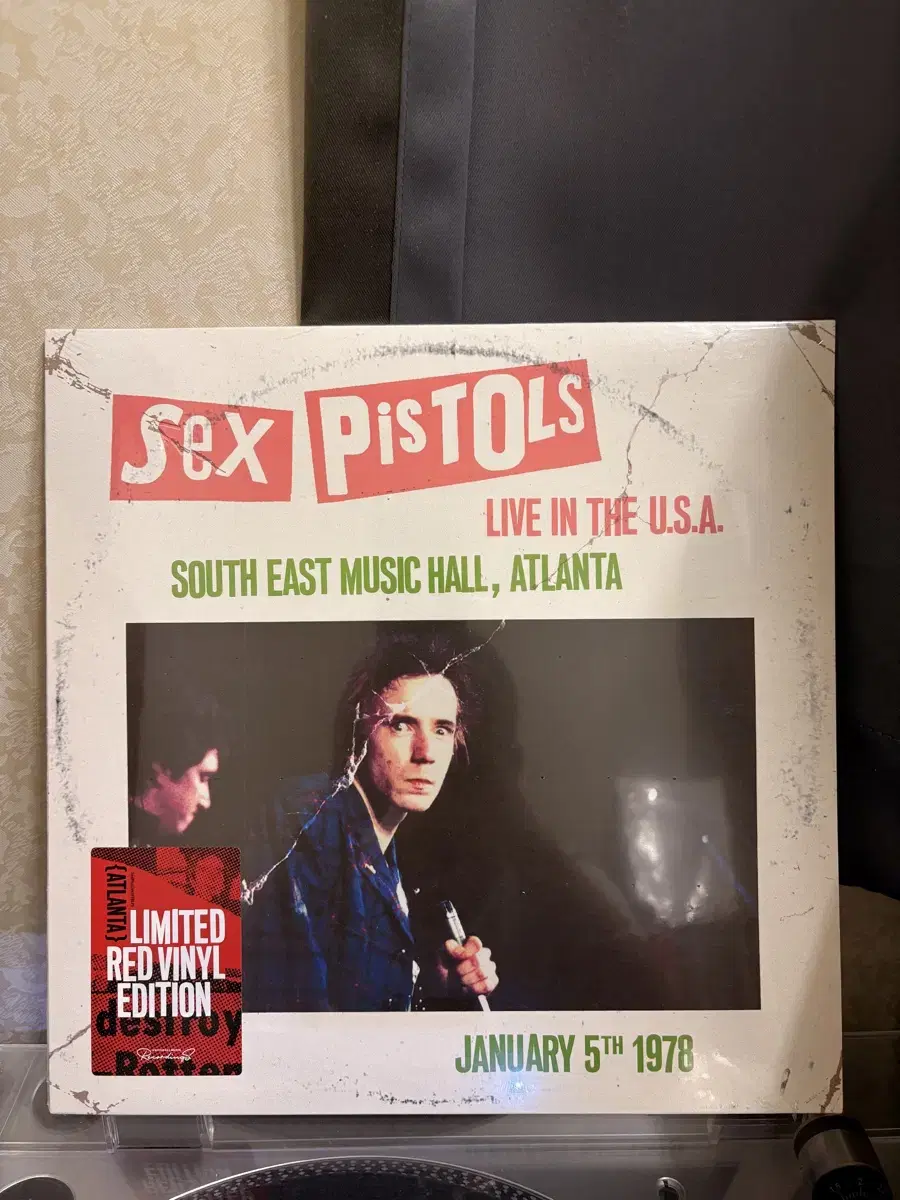 Sex PiSTOLS
LIVE IN THE U.S.A.
SOUTH EAST MUSIC HALL, ATLANTA
{ATLANTA}
LIMITED
RED VINYL
EDITION
destroy
Recordings
Rotten
JANUARY 5TH 1978